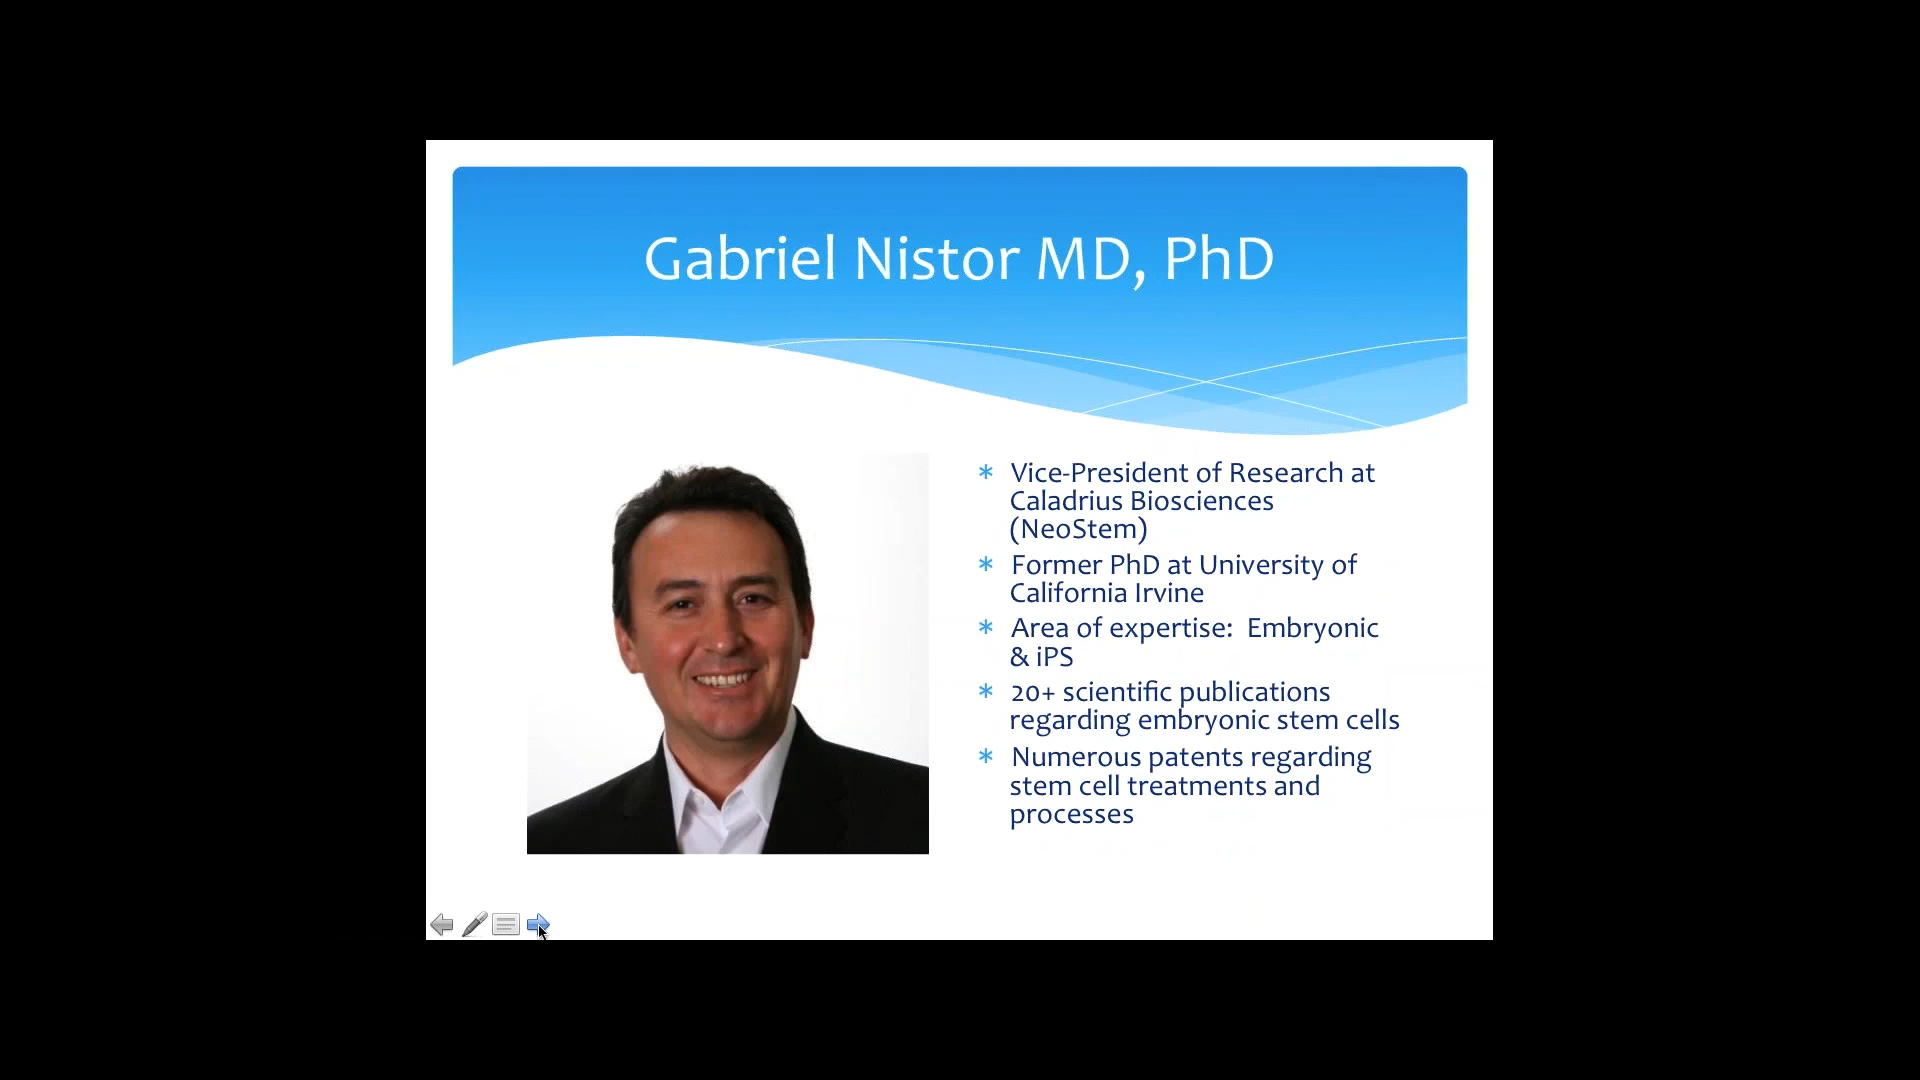 Gabriel Nistor MD, PhD
* Vice-President of Research at
Caladrius Biosciences
(NeoStem)
* Former PhD at University of
California Irvine
* Area of expertise:  Embryonic
& iPS
* 20+ scientific publications
regarding embryonic stem cells
* Numerous patents regarding
stem cell treatments and
processes